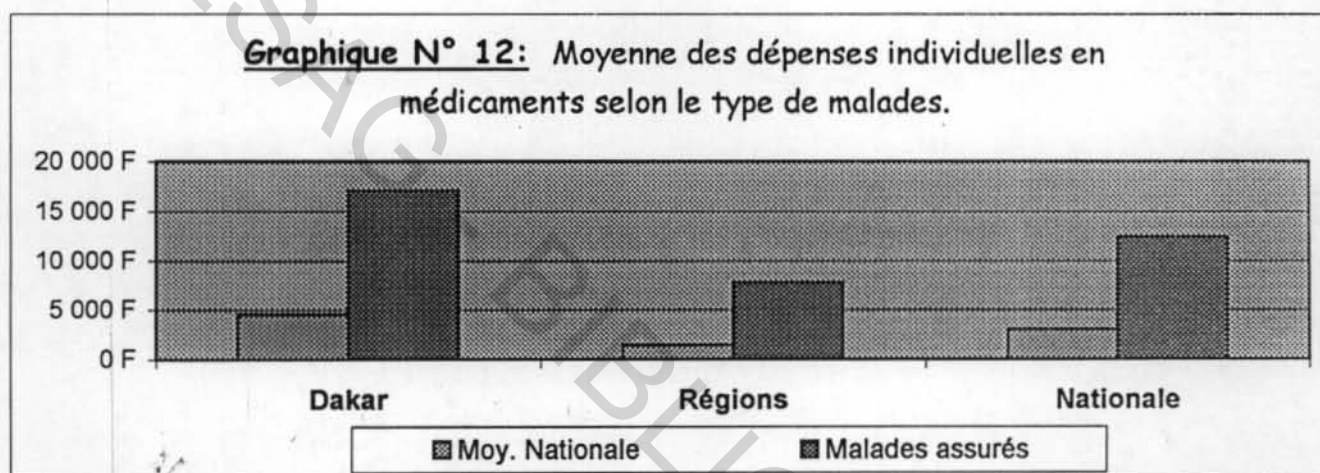 Graphique N° 12: Moyenne des dépenses individuelles en
médicaments selon le type de malades.
20 000 F
15 000 F
10 000 F
5 000 F
0 F
Dakar Régions Nationale
Moy. Nationale Malades assurés